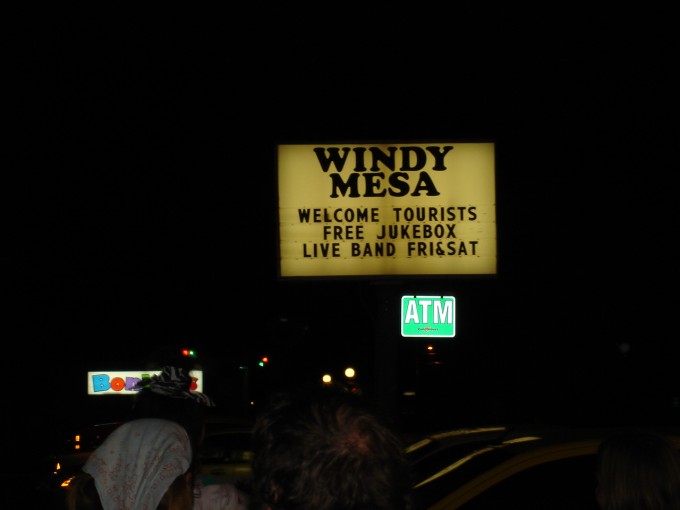 WINDY
MESA
WELCOME TOURISTS
FREE JUKEBOX
LIVE BAND FRI&SAT
ATM